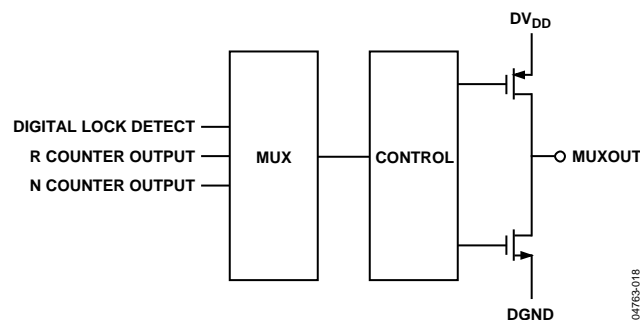 DV_DD
DIGITAL LOCK DETECT
R COUNTER OUTPUT
N COUNTER OUTPUT
MUX
CONTROL
MUXOUT
DGND
04763-018